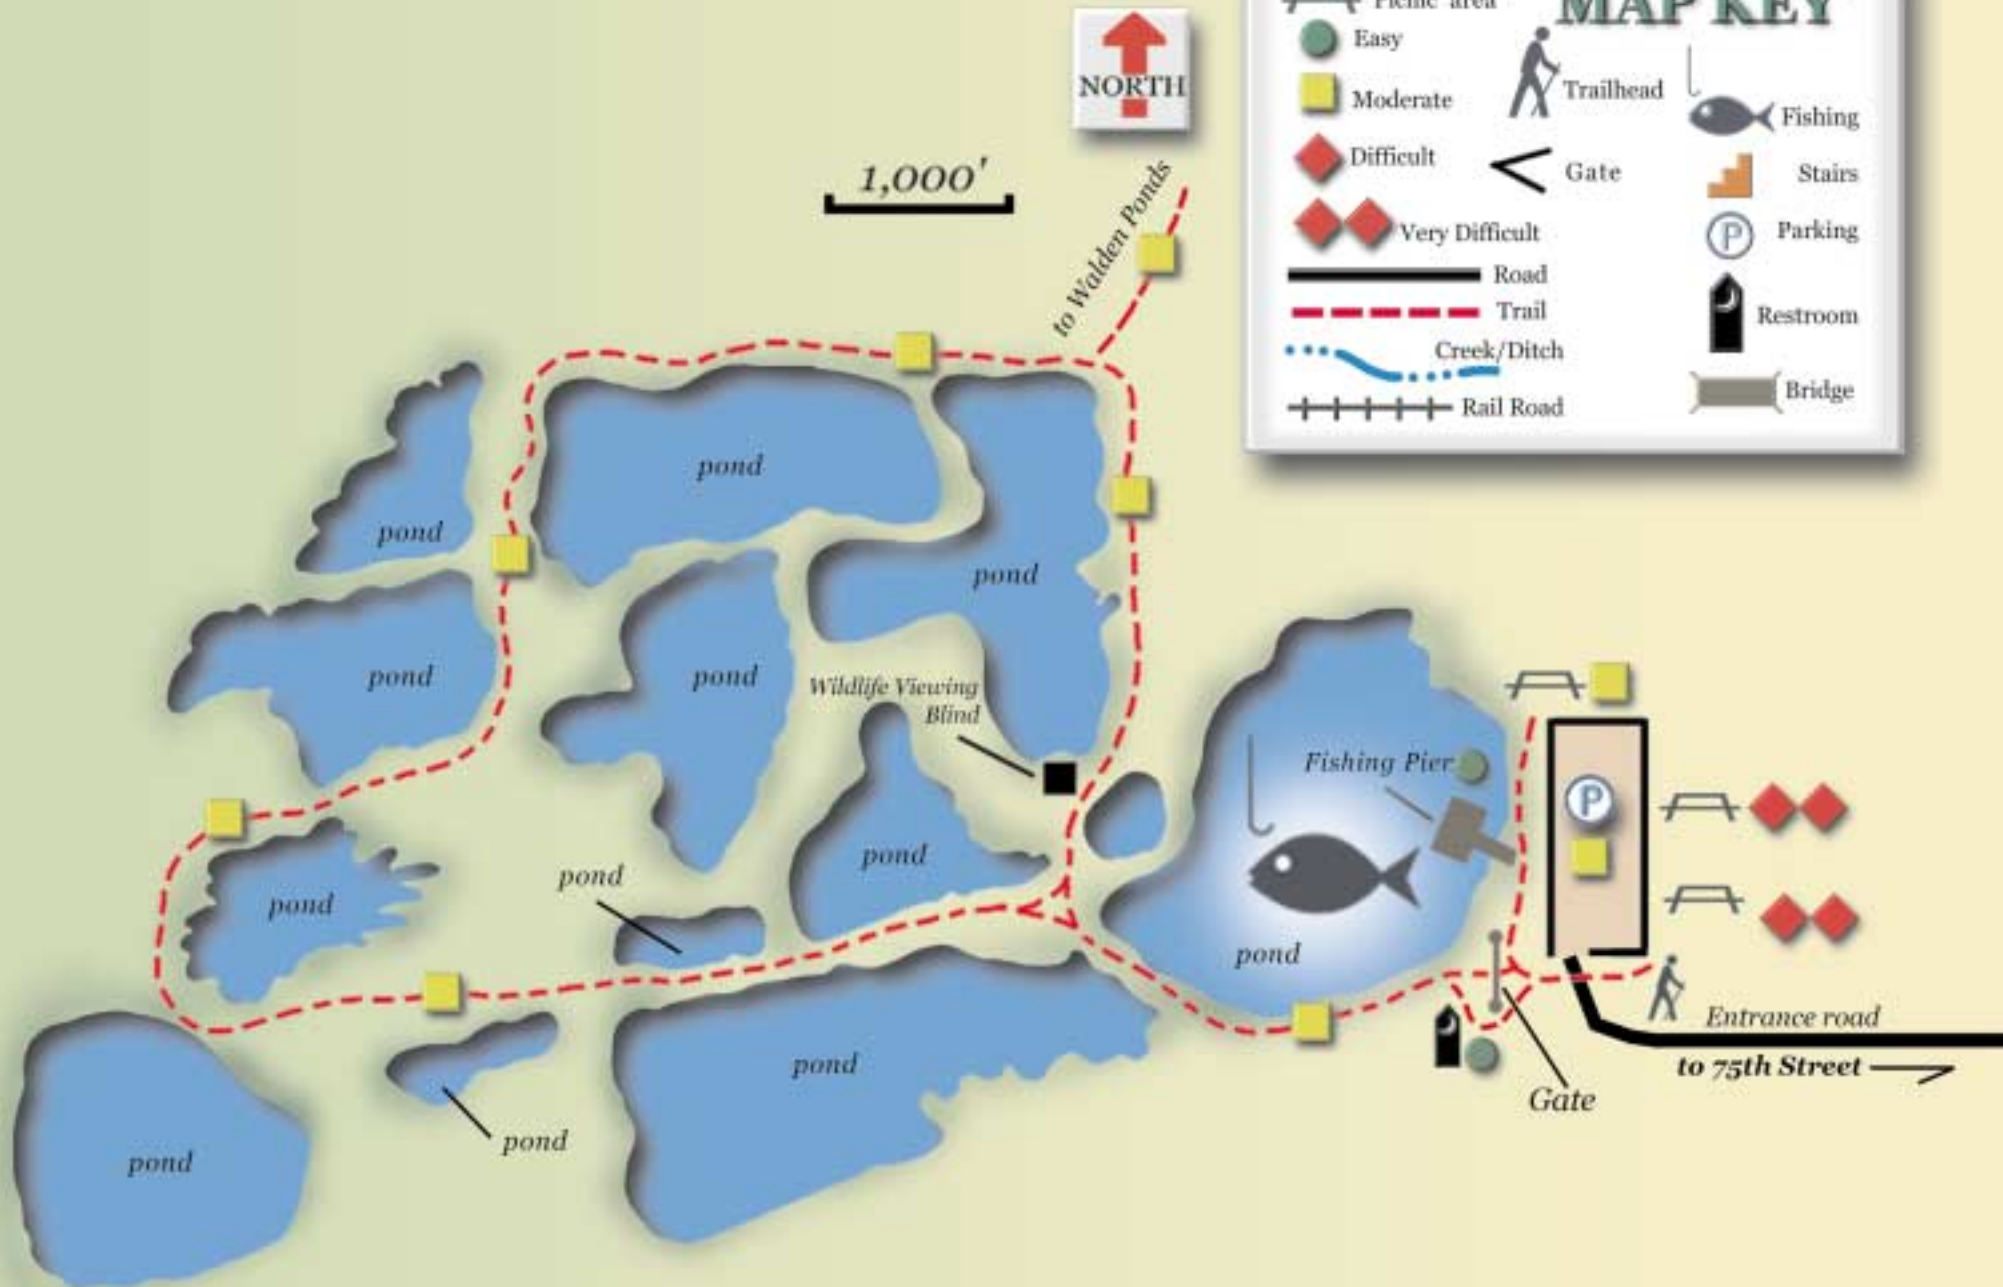 Picnic area
MAP KEY
Easy
Moderate
Trailhead
Fishing
Difficult
Gate
Stairs
Very Difficult
Parking
Road
Trail
Restroom
Creek/Ditch
Bridge
Rail Road
NORTH
1,000'
to Walden Ponds
pond
pond
pond
pond
pond
Wildlife Viewing
Blind
Fishing Pier
P
P
pond
pond
pond
pond
pond
pond
pond
pond
Entrance road
to 75th Street
Gate